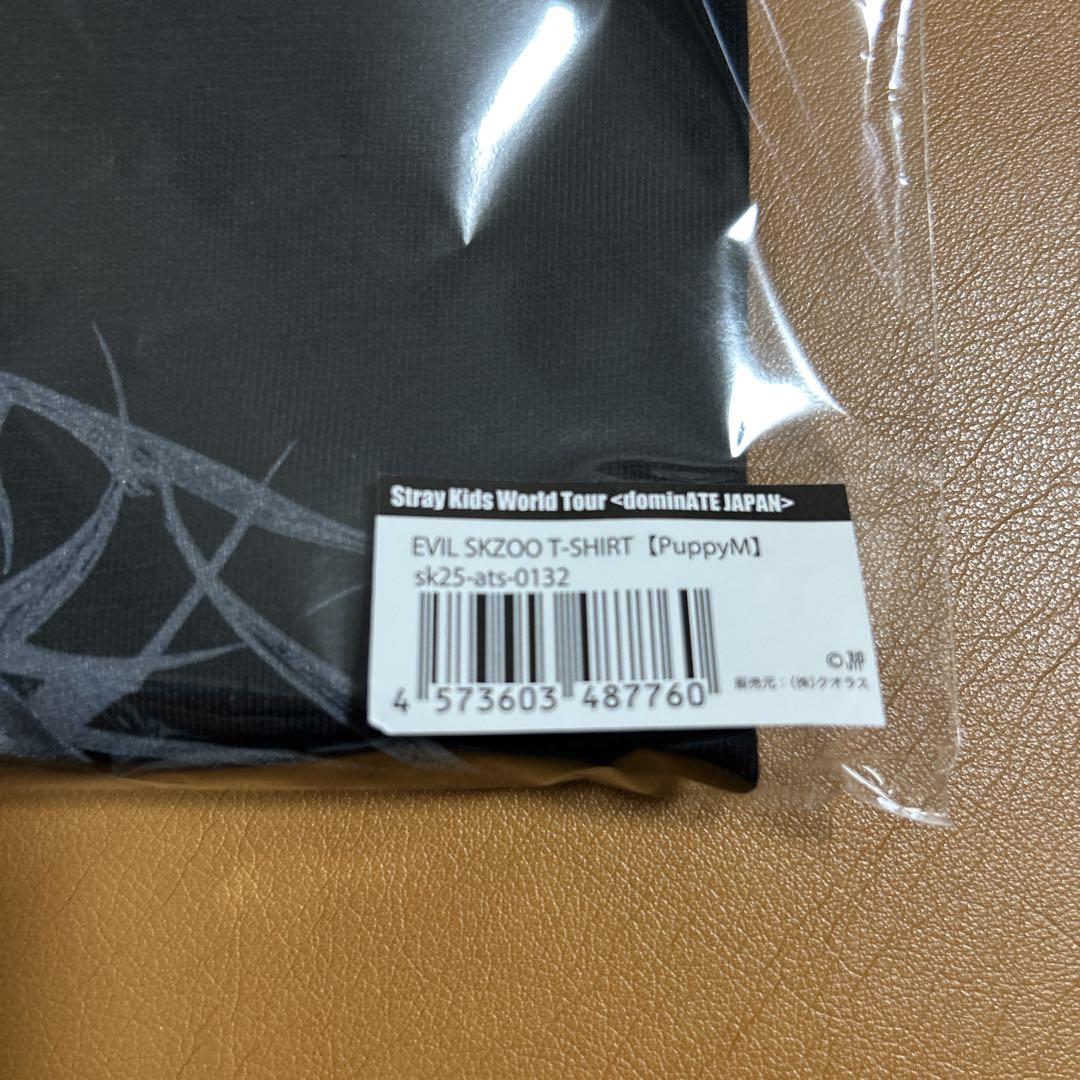 Stray Kids World Tour <dominATE JAPAN>
EVIL SKZOO T-SHIRT【PuppyM】
sk25-ats-0132
4 573603 487760
©JYP
販売元：(株)クオラス